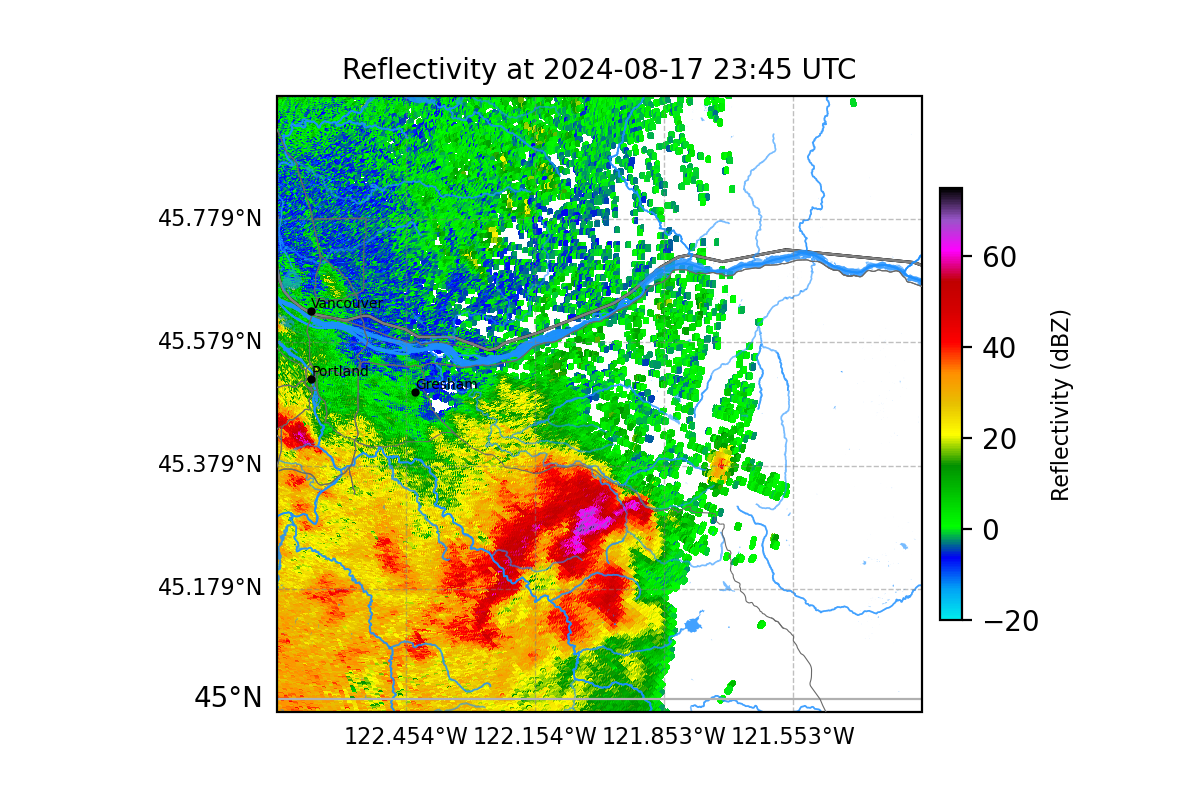 Reflectivity at 2024-08-17 23:45 UTC
45.779°N
45.579°N
45.379°N
45.179°N
45°N
122.454°W 122.154°W 121.853°W 121.553°W
Vancouver
Portland
Gresham
60
40
20
0
−20
Reflectivity (dBZ)